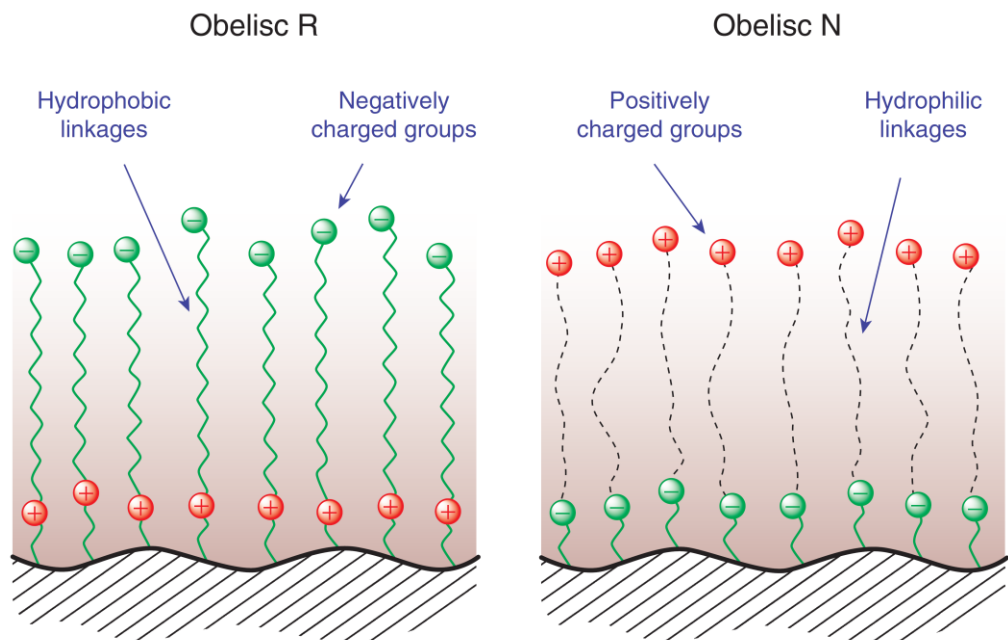 Obelisc R
Obelisc N
Hydrophobic
linkages
Negatively
charged groups
Positively
charged groups
Hydrophilic
linkages
− − − − − − − −
+ + + + + + + +
+ + + + + + + +
− − − − − − − −